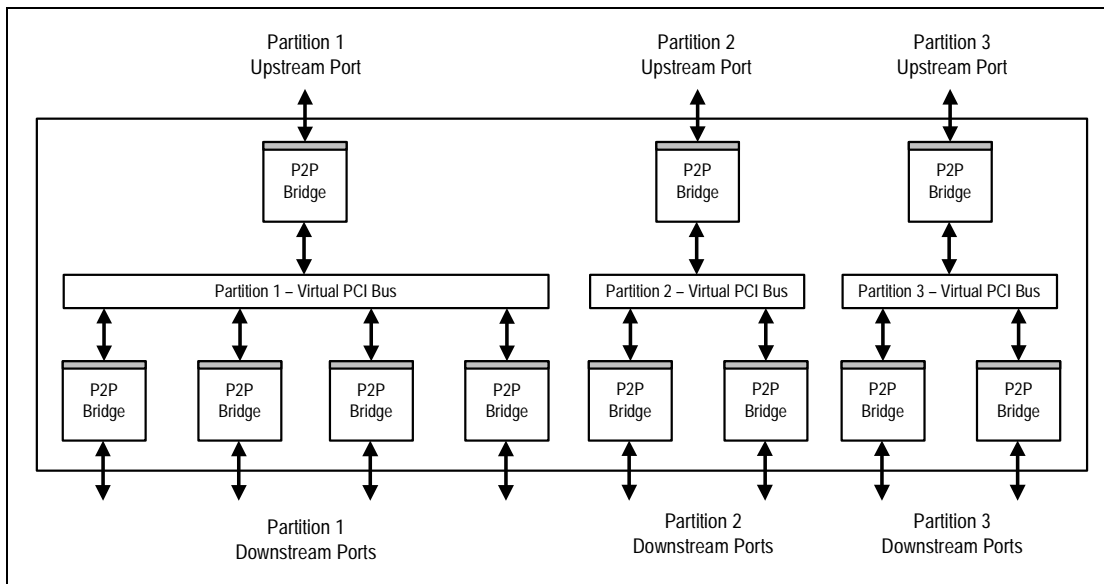 Partition 1
Upstream Port
Partition 2
Upstream Port
Partition 3
Upstream Port
P2P
Bridge
P2P
Bridge
P2P
Bridge
Partition 1 – Virtual PCI Bus
Partition 2 – Virtual PCI Bus
Partition 3 – Virtual PCI Bus
P2P
Bridge
P2P
Bridge
P2P
Bridge
P2P
Bridge
P2P
Bridge
P2P
Bridge
P2P
Bridge
P2P
Bridge
Partition 1
Downstream Ports
Partition 2
Downstream Ports
Partition 3
Downstream Ports